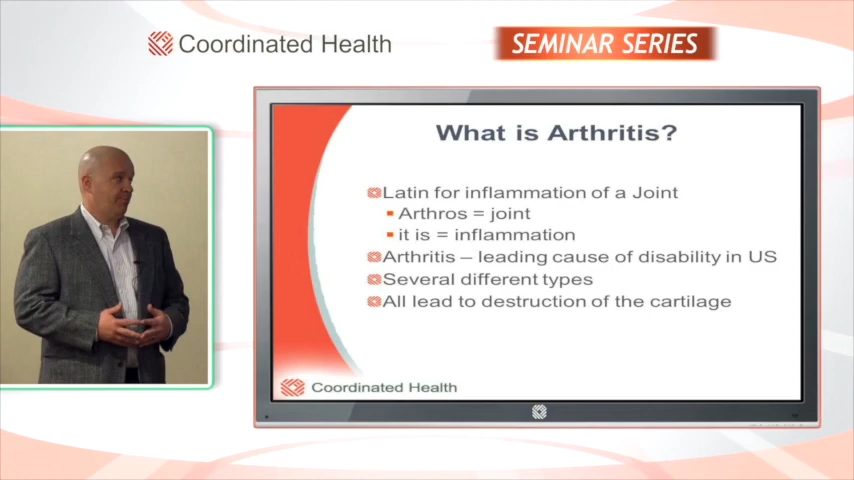 Coordinated Health
SEMINAR SERIES
What is Arthritis?
Latin for inflammation of a Joint
Arthros = joint
it is = inflammation
Arthritis – leading cause of disability in US
Several different types
All lead to destruction of the cartilage
Coordinated Health